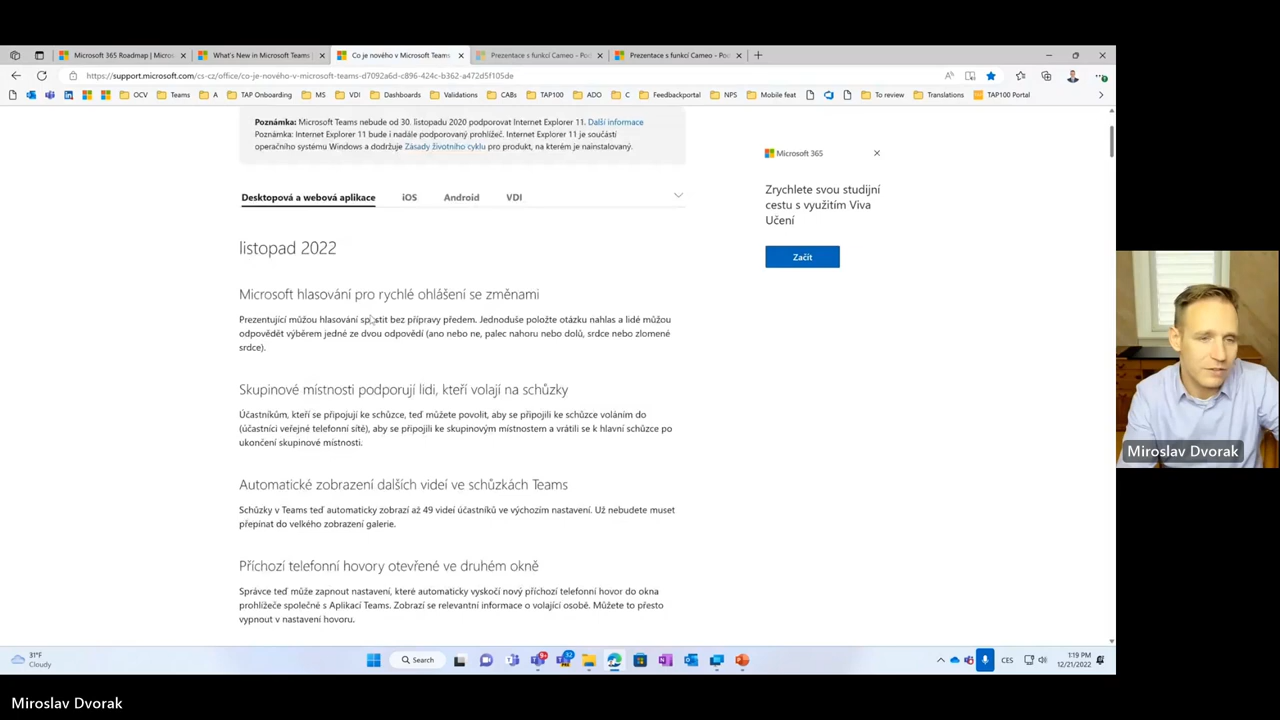 Microsoft 365 Roadmap | Micros
What's New in Microsoft Teams |
Co je nového v Microsoft Teams
Prezentace s funkcí Cameo - Pod
Prezentace s funkcí Cameo - Pod
https://support.microsoft.com/cs-cz/office/co-je-nového-v-microsoft-teams-d7092a6d-c896-424c-b362-a472d5f105de
OCV
Teams
A
TAP Onboarding
MS
VDI
Dashboards
Validations
CABs
TAP100
ADO
C
Feedbackportal
NPS
Mobile feat
To review
Translations
TAP100 Portal
Poznámka: Microsoft Teams nebude od 30. listopadu 2020 podporovat Internet Explorer 11. Další informace
Poznámka: Internet Explorer 11 bude i nadále podporovaný prohlížeč. Internet Explorer 11 je součástí
operačního systému Windows a dodržuje Zásady životního cyklu pro produkt, na kterém je nainstalovaný.
Microsoft 365
Zrychlete svou studijní
cestu s využitím Viva
Učení
Začít
Desktopová a webová aplikace
iOS
Android
VDI
listopad 2022
Microsoft hlasování pro rychlé ohlášení se změnami
Prezentující můžou hlasování spustit bez přípravy předem. Jednoduše položte otázku nahlas a lidé můžou
odpovědět výběrem jedné ze dvou odpovědí (ano nebo ne, palec nahoru nebo dolů, srdce nebo zlomené
srdce).
Skupinové místnosti podporují lidi, kteří volají na schůzky
Účastníkům, kteří se připojují ke schůzce, teď můžete povolit, aby se připojili ke schůzce voláním do
(účastníci veřejné telefonní sítě), aby se připojili ke skupinovým místnostem a vrátili se k hlavní schůzce po
ukončení skupinové místnosti.
Automatické zobrazení dalších videí ve schůzkách Teams
Schůzky v Teams teď automaticky zobrazí až 49 videí účastníků ve výchozím nastavení. Už nebudete muset
přepínat do velkého zobrazení galerie.
Příchozí telefonní hovory otevřené ve druhém okně
Správce teď může zapnout nastavení, které automaticky vyskočí nový příchozí telefonní hovor do okna
prohlížeče společně s Aplikací Teams. Zobrazí se relevantní informace o volající osobě. Můžete to přesto
vypnout v nastavení hovoru.
Miroslav Dvorak
31°F
Cloudy
Search
CES
1:19 PM
12/21/2022
Miroslav Dvorak